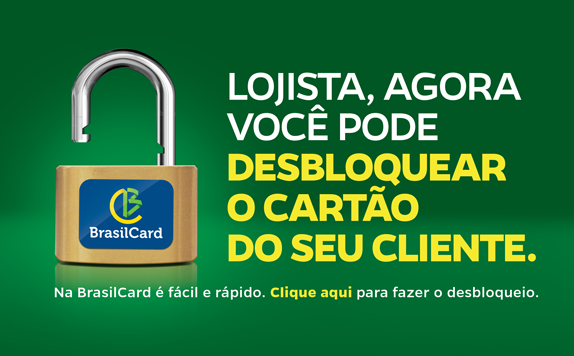 LOJISTA, AGORA
VOCÊ PODE
DESBLOQUEAR
O CARTÃO
DO SEU CLIENTE.
BrasilCard
Na BrasilCard é fácil e rápido. Clique aqui para fazer o desbloqueio.